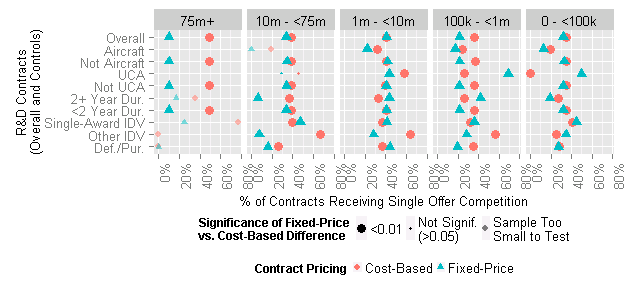 75m+ 10m - <75m 1m - <10m 100k - <1m 0 - <100k
R&D Contracts
(Overall and Controls)
Overall
Aircraft
Not Aircraft
UCA
Not UCA
2+ Year Dur.
<2 Year Dur.
Single-Award IDV
Other IDV
Def./Pur.
0% 20% 40% 60% 80% 0% 20% 40% 60% 80% 0% 20% 40% 60% 80% 0% 20% 40% 60% 80% 0% 20% 40% 60% 80%
% of Contracts Receiving Single Offer Competition
Significance of Fixed-Price
vs. Cost-Based Difference
<0.01
Not Signif.
(>0.05)
Sample Too
Small to Test
Contract Pricing Cost-Based Fixed-Price